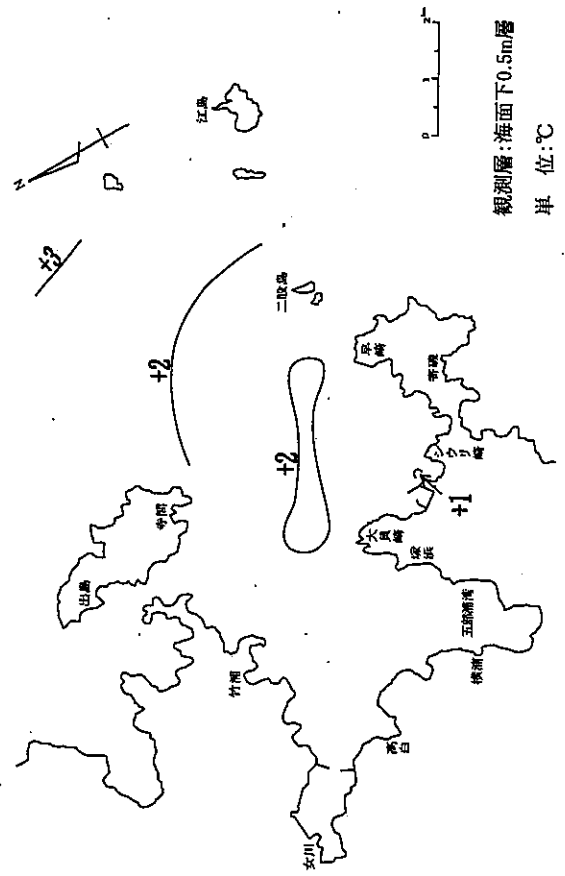 N
+3
江島
+2
二股島
+2
早崎
寄磯
シウリ崎
+1
大貝崎
塚浜
五部浦湾
横浦
高白
女川
竹浦
出島
寺間
0 1 2km
観測層:海面下0.5m層
単 位:℃